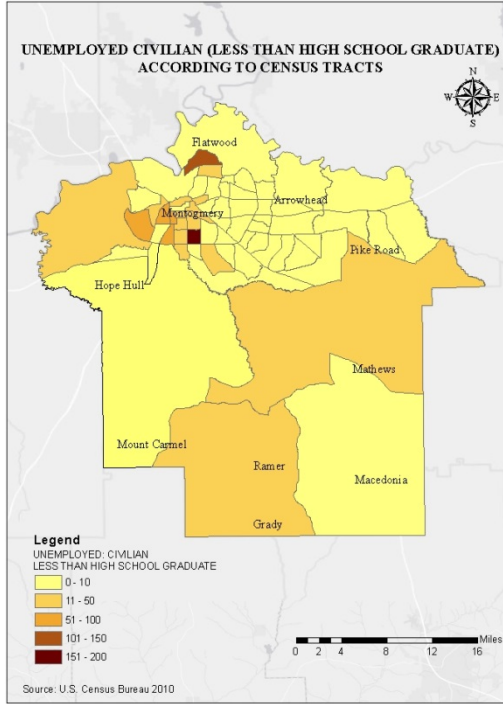 UNEMPLOYED CIVILIAN (LESS THAN HIGH SCHOOL GRADUATE)
ACCORDING TO CENSUS TRACTS
N
W E
S
Flatwood
Arrowhead
Montogmery
Pike Road
Hope Hull
Mathews
Mount Carmel
Ramer
Macedonia
Grady
Legend
UNEMPLOYED: CIVILIAN
LESS THAN HIGH SCHOOL GRADUATE
0 - 10
11 - 50
51 - 100
101 - 150
151 - 200
Miles
0 2 4 8 12 16
Source: U.S. Census Bureau 2010